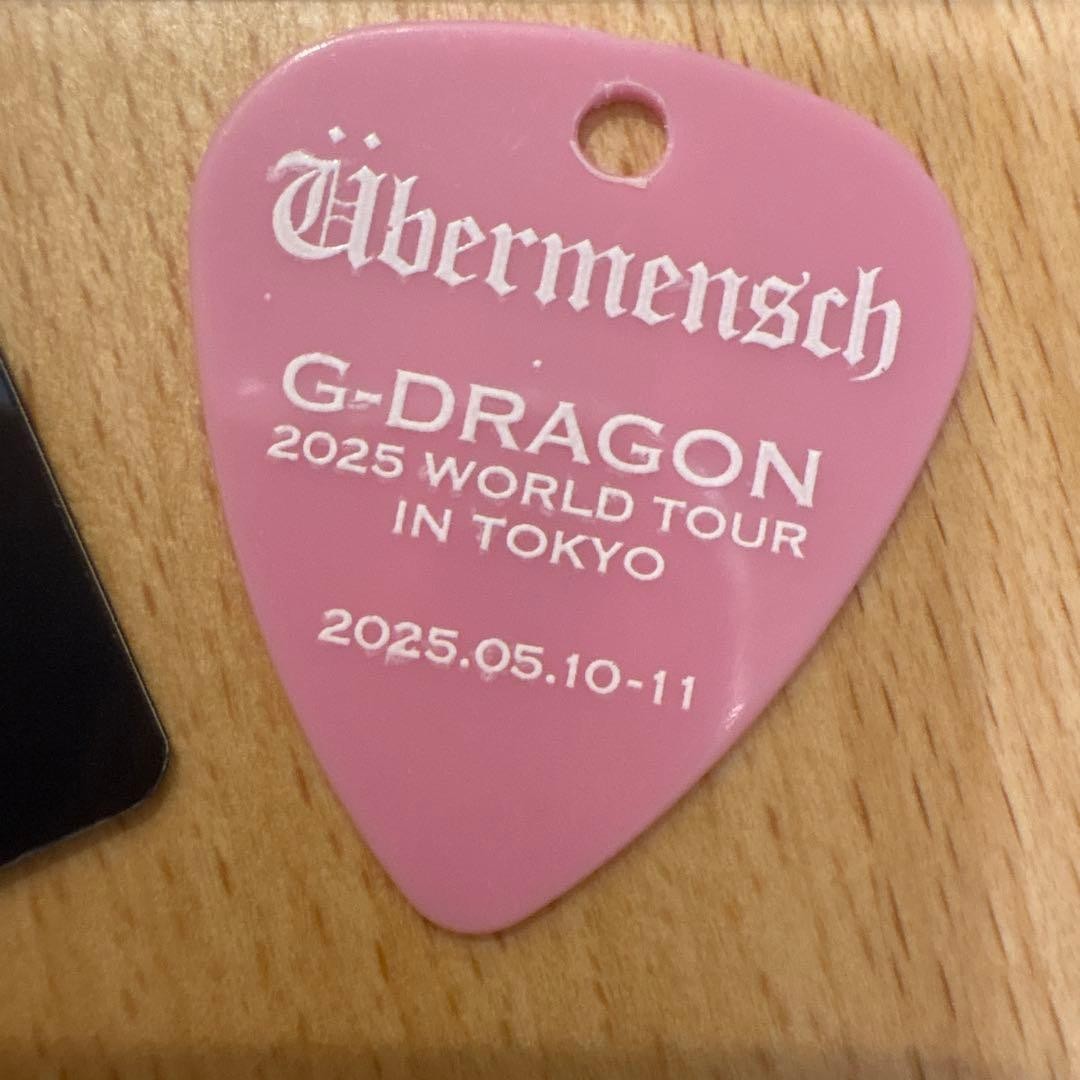 Übermensch
G-DRAGON
2025 WORLD TOUR
IN TOKYO
2025.05.10-11